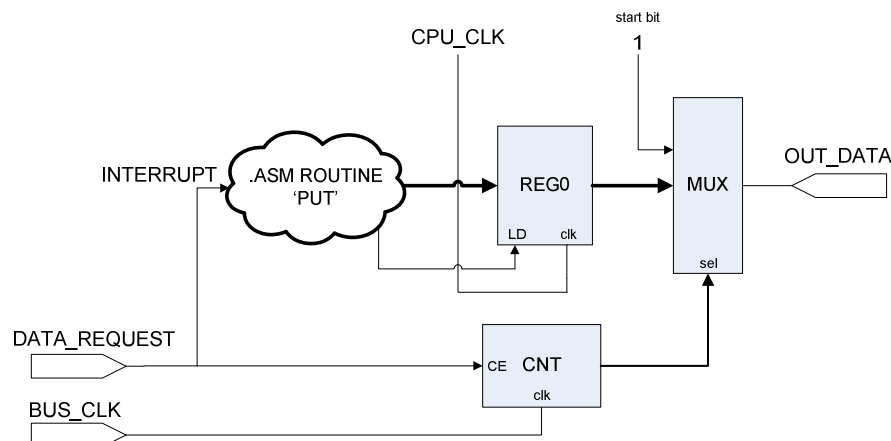 start bit
CPU_CLK
1
INTERRUPT
.ASM ROUTINE
'PUT'
REG0
LD
clk
MUX
sel
OUT_DATA
DATA_REQUEST
CE
CNT
clk
BUS_CLK